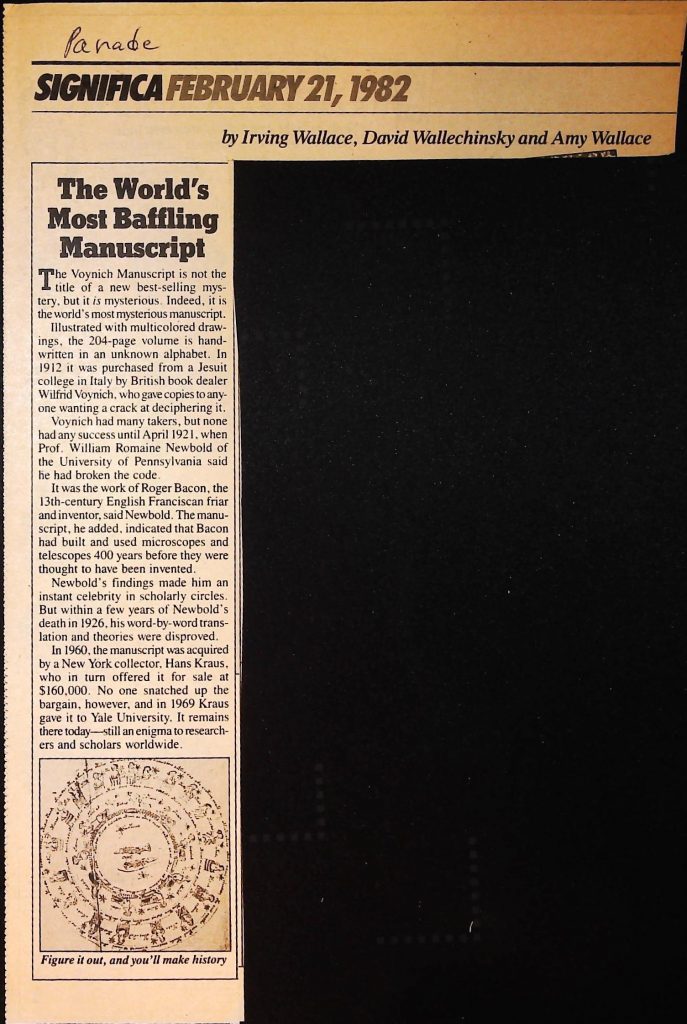 Parade
SIGNIFICA FEBRUARY 21, 1982
by Irving Wallace, David Wallechinsky and Amy Wallace
The World's
Most Baffling
Manuscript
The Voynich Manuscript is not the
title of a new best-selling mys-
tery, but it is mysterious. Indeed, it is
the world's most mysterious manuscript.
Illustrated with multicolored draw-
ings, the 204-page volume is hand-
written in an unknown alphabet. In
1912 it was purchased from a Jesuit
college in Italy by British book dealer
Wilfrid Voynich, who gave copies to any-
one wanting a crack at deciphering it.
Voynich had many takers, but none
had any success until April 1921, when
Prof. William Romaine Newbold of
the University of Pennsylvania said
he had broken the code.
It was the work of Roger Bacon, the
13th-century English Franciscan friar
and inventor, said Newbold. The manu-
script, he added, indicated that Bacon
had built and used microscopes and
telescopes 400 years before they were
thought to have been invented.
Newbold's findings made him an
instant celebrity in scholarly circles.
But within a few years of Newbold's
death in 1926, his word-by-word trans-
lation and theories were disproved.
In 1960, the manuscript was acquired
by a New York collector, Hans Kraus,
who in turn offered it for sale at
$160,000. No one snatched up the
bargain, however, and in 1969 Kraus
gave it to Yale University. It remains
there today—still an enigma to research-
ers and scholars worldwide.
Figure it out, and you'll make history